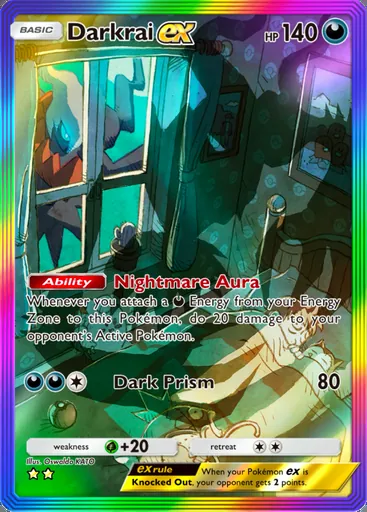 BASIC Darkrai ex HP 140
Ability Nightmare Aura
Whenever you attach a Energy from your Energy
Zone to this Pokémon, do 20 damage to your
opponent's Active Pokémon.
Dark Prism 80
weakness +20 retreat
Illus. Oswaldo KATO
ex rule When your Pokémon ex is
Knocked Out, your opponent gets 2 points.